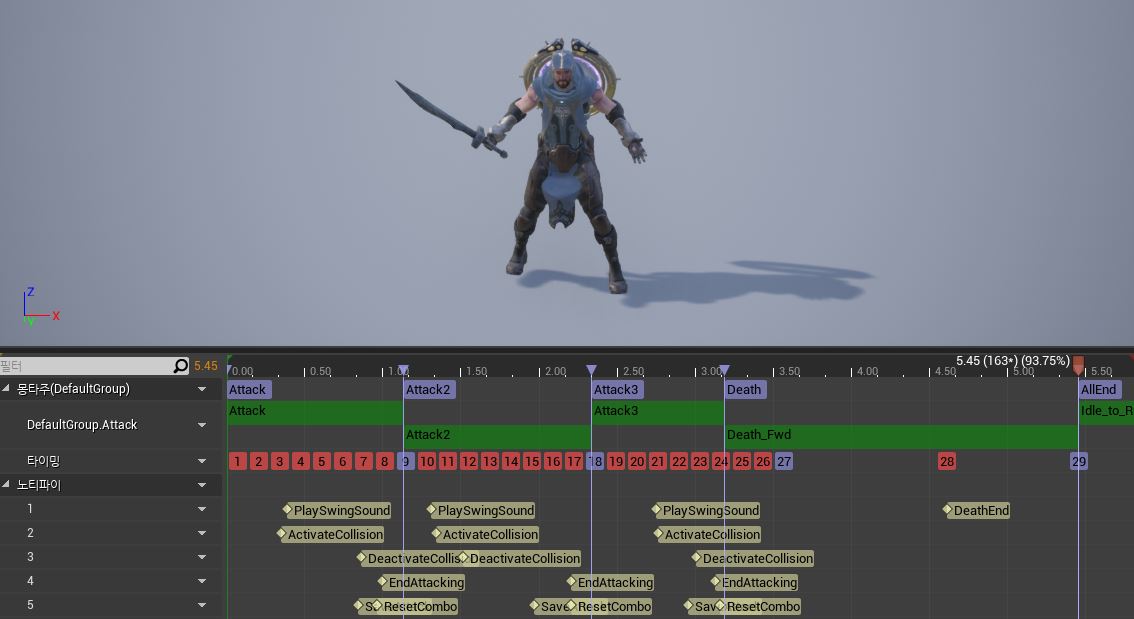 Z
X
Y
필터 5.45 0.00 0.50 1.00 1.50 2.00 2.50 3.00 3.50 4.00 4.50 5.00 5.50
5.45 (163*) (93.75%)
몽타주(DefaultGroup) Attack Attack2 Attack3 Death AllEnd
Attack Attack3 Idle_to_R
DefaultGroup.Attack
Attack2 Death_Fwd
타이밍 1 2 3 4 5 6 7 8 9 10 11 12 13 14 15 16 17 18 19 20 21 22 23 24 25 26 27 28 29
노티파이
1 PlaySwingSound PlaySwingSound PlaySwingSound DeathEnd
2 ActivateCollision ActivateCollision ActivateCollision
3 DeactivateCollis DeactivateCollision DeactivateCollision
4 EndAttacking EndAttacking EndAttacking
5 S ResetCombo Save ResetCombo Sav ResetCombo